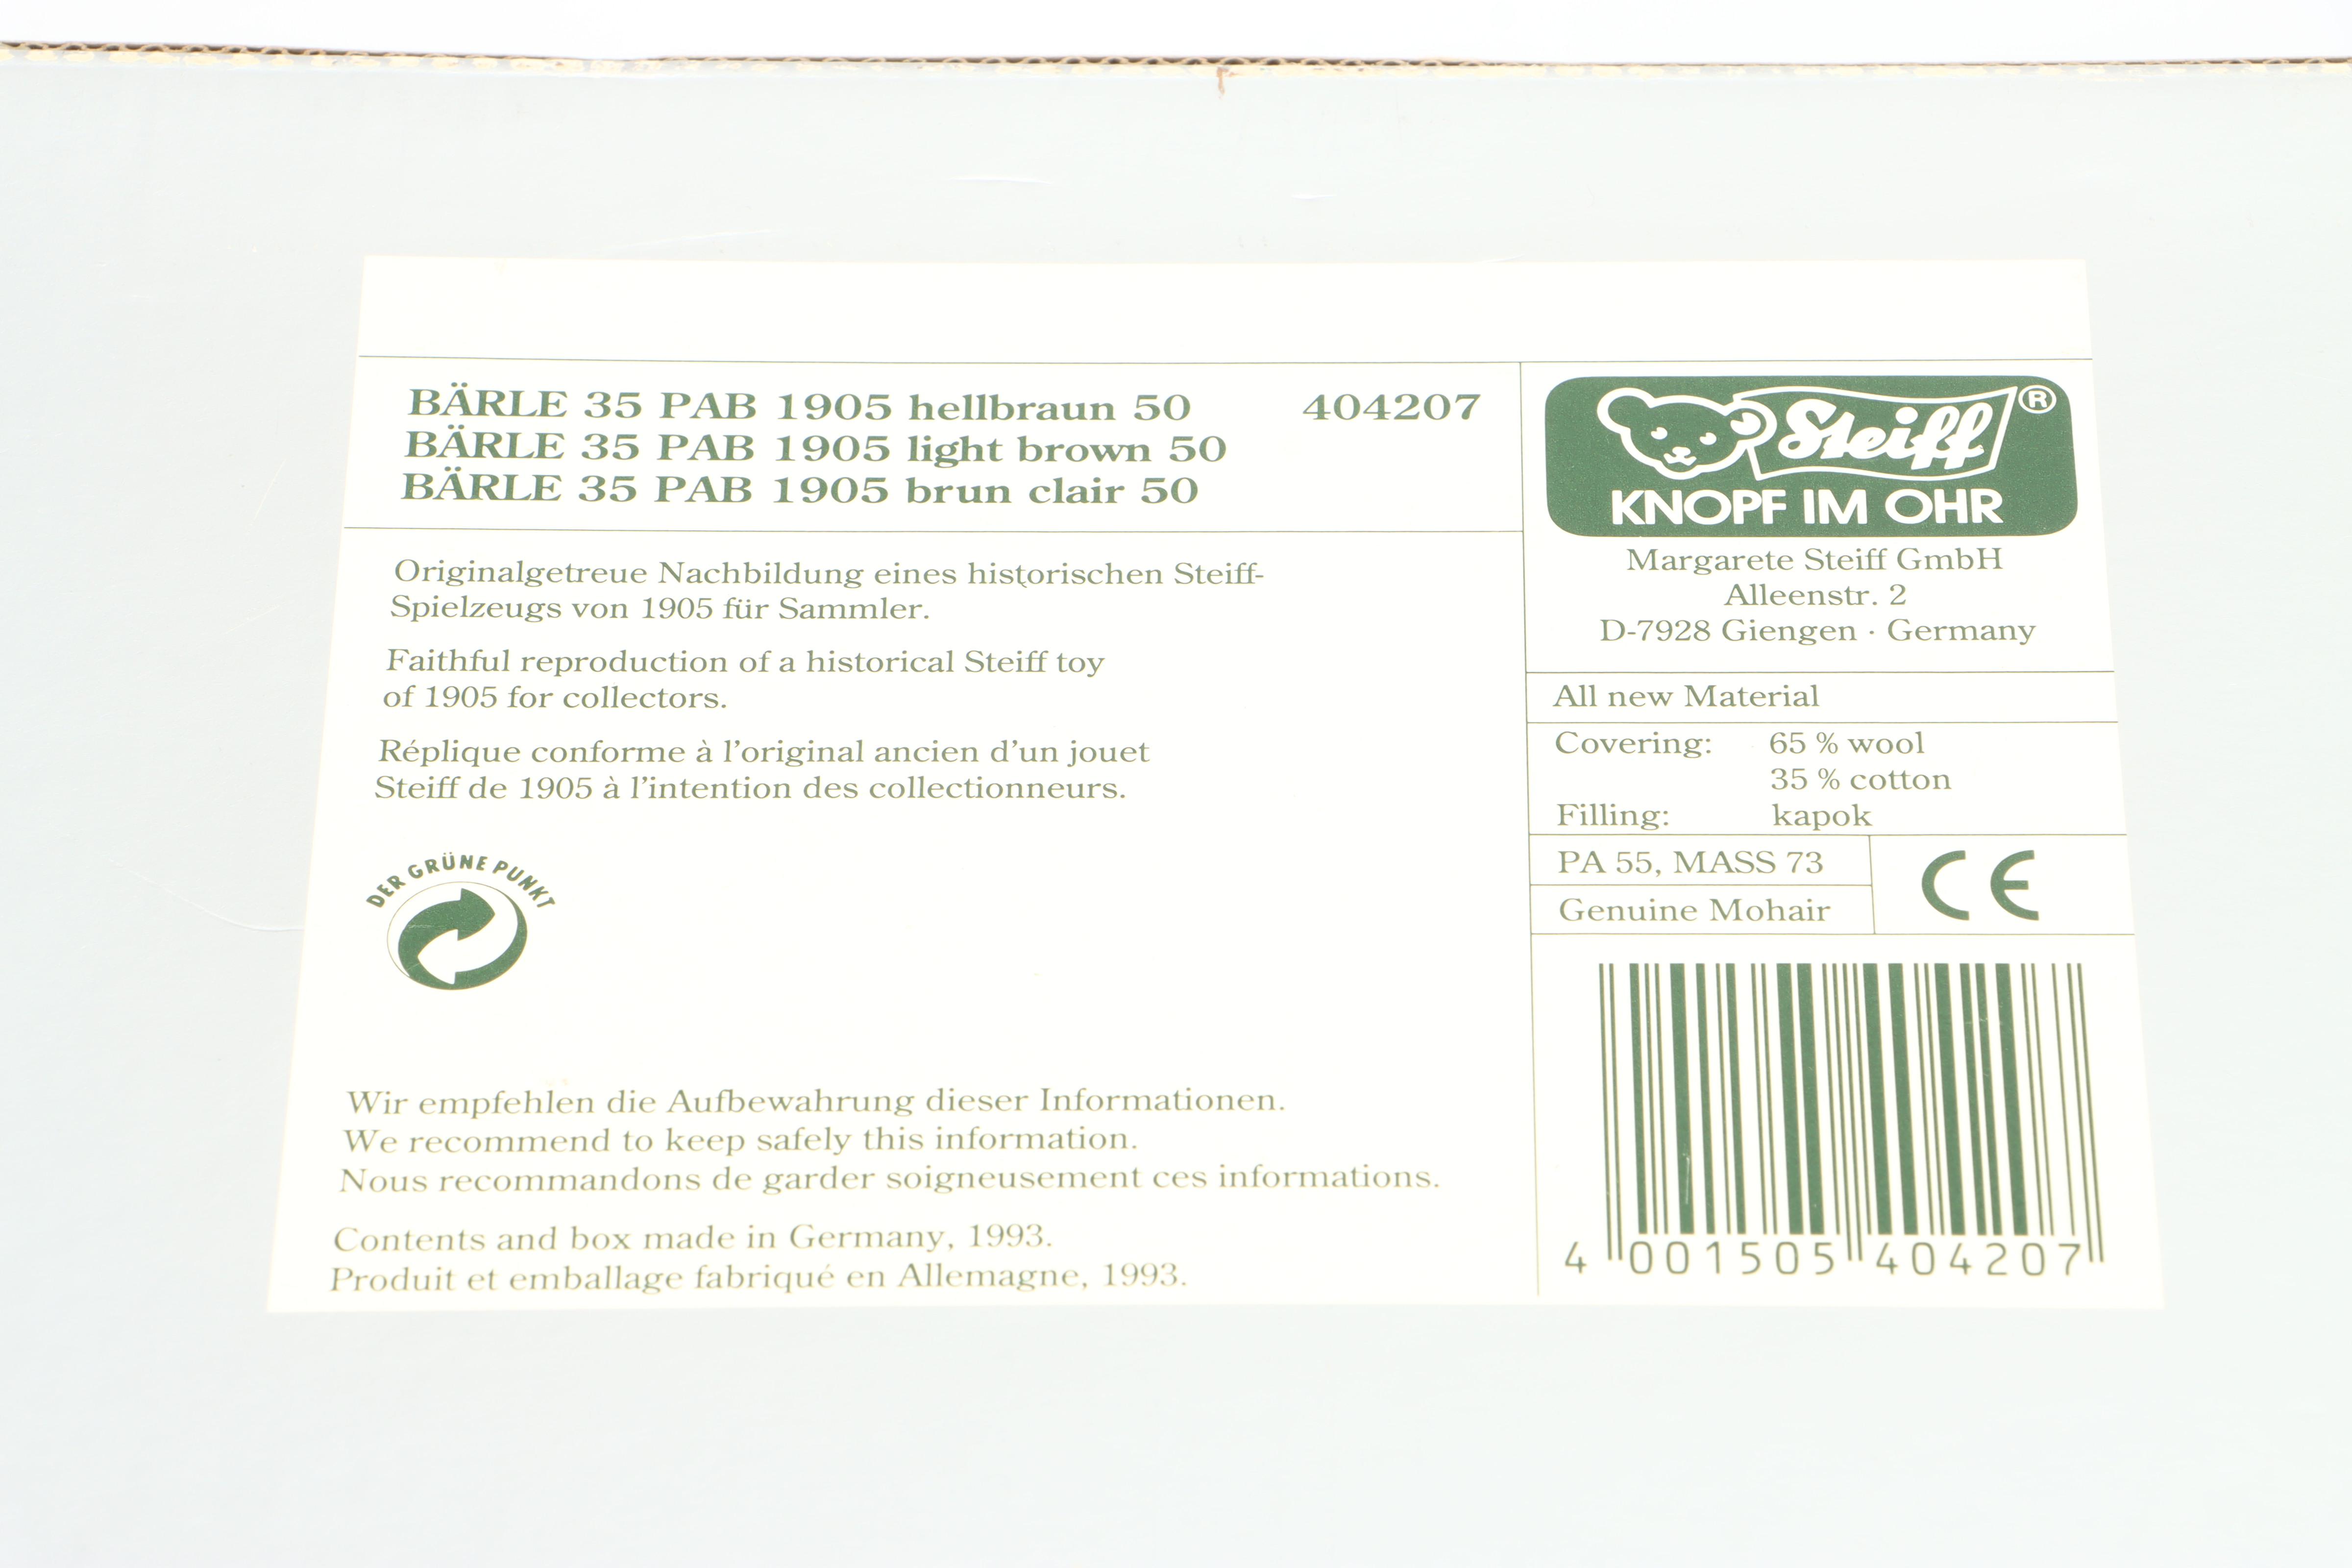 BÄRLE 35 PAB 1905 hellbraun 50 404207
BÄRLE 35 PAB 1905 light brown 50
BÄRLE 35 PAB 1905 brun clair 50
Originalgetreue Nachbildung eines historischen Steiff-
Spielzeugs von 1905 für Sammler.
Faithful reproduction of a historical Steiff toy
of 1905 for collectors.
Réplique conforme à l'original ancien d'un jouet
Steiff de 1905 à l'intention des collectionneurs.
DER GRÜNE PUNKT
Wir empfehlen die Aufbewahrung dieser Informationen.
We recommend to keep safely this information.
Nous recommandons de garder soigneusement ces informations.
Contents and box made in Germany, 1993.
Produit et emballage fabriqué en Allemagne, 1993.
Steiff ®
KNOPF IM OHR
Margarete Steiff GmbH
Alleenstr. 2
D-7928 Giengen · Germany
All new Material
Covering: 65 % wool
35 % cotton
Filling: kapok
PA 55, MASS 73
Genuine Mohair
CE
4 001505 404207